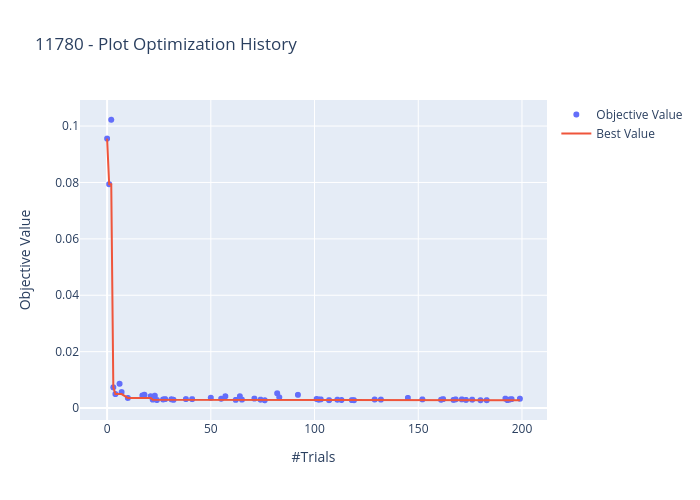 11780 - Plot Optimization History
Objective Value
Best Value
0.1
0.08
0.06
0.04
0.02
0
Objective Value
0
50
100
150
200
#Trials